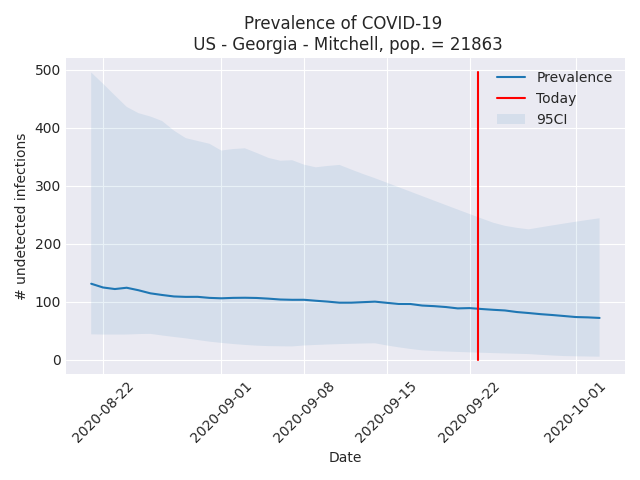 Prevalence of COVID-19
US - Georgia - Mitchell, pop. = 21863
500
400
300
200
100
0
# undetected infections
Prevalence
Today
95CI
2020-08-22
2020-09-01
2020-09-08
2020-09-15
2020-09-22
2020-10-01
Date